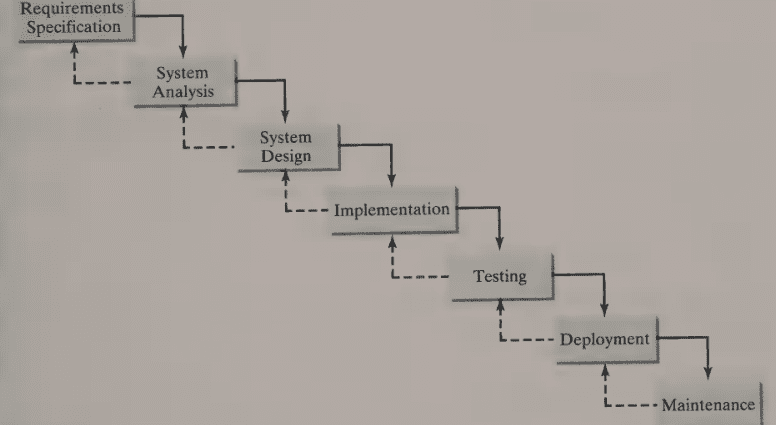 Requirements
Specification
System
Analysis
System
Design
Implementation
Testing
Deployment
Maintenance